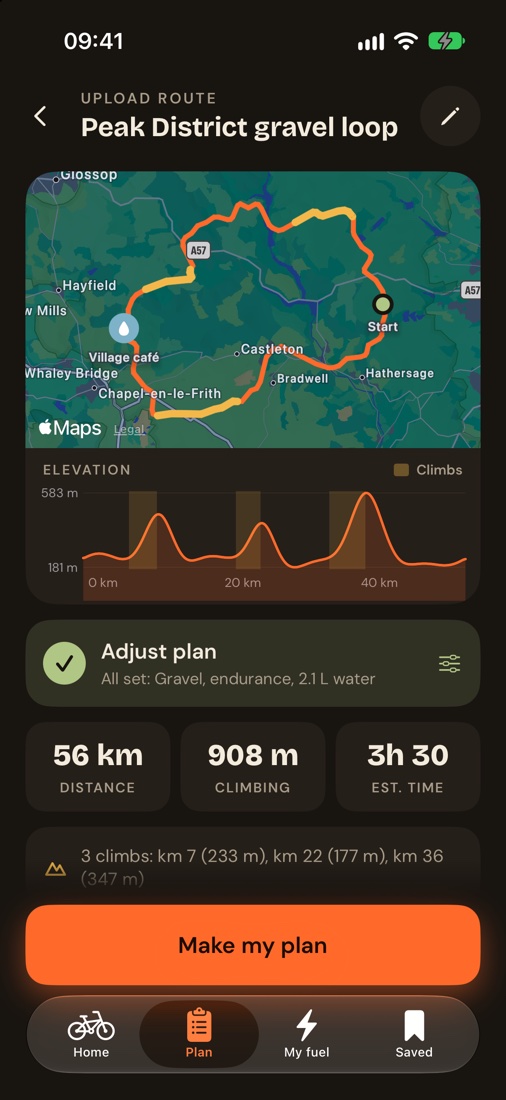 09:41
UPLOAD ROUTE
Peak District gravel loop
Glossop
A57
Hayfield
A57
w Mills
Start
Village café
Castleton
Whaley Bridge
Bradwell
Hathersage
Chapel-en-le-Frith
Maps
Legal
ELEVATION
Climbs
583 m
181 m
0 km
20 km
40 km
Adjust plan
All set: Gravel, endurance, 2.1 L water
56 km
908 m
3h 30
DISTANCE
CLIMBING
EST. TIME
3 climbs: km 7 (233 m), km 22 (177 m), km 36
(347 m)
Make my plan
Home
Plan
My fuel
Saved